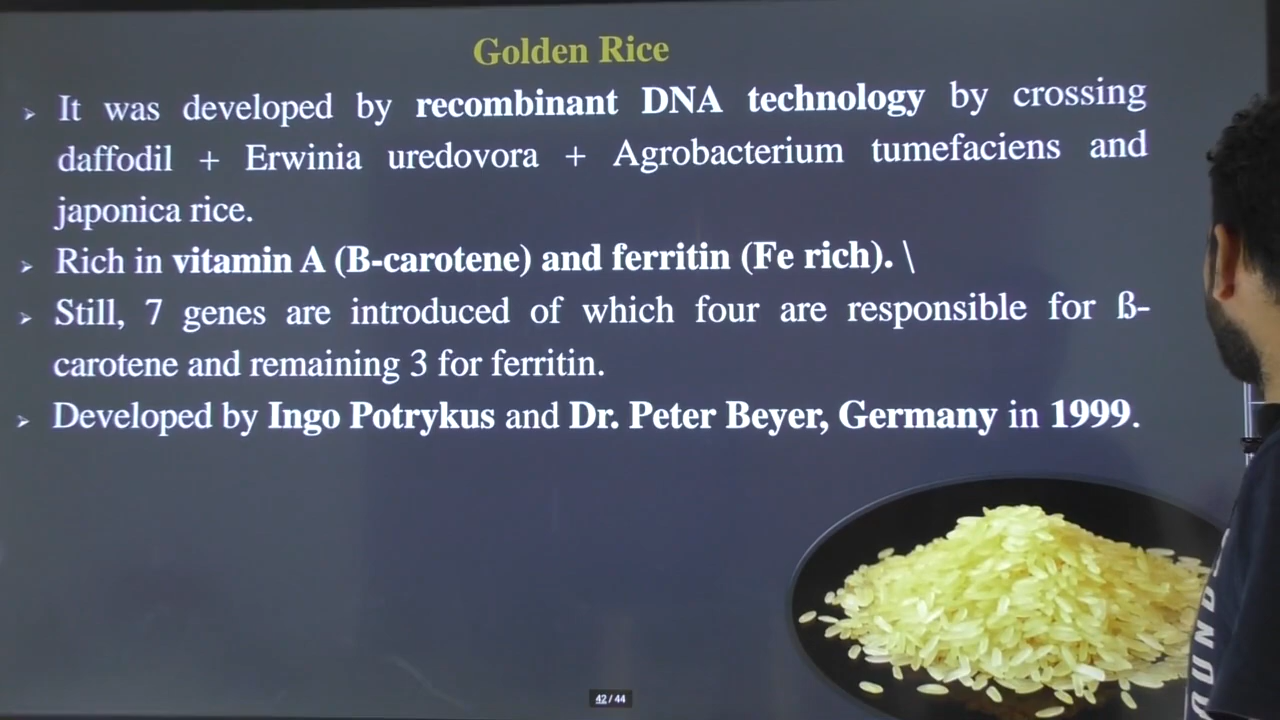 Golden Rice
➢ It was developed by recombinant DNA technology by crossing
daffodil + Erwinia uredovora + Agrobacterium tumefaciens and
japonica rice.
➢ Rich in vitamin A (B-carotene) and ferritin (Fe rich). \
➢ Still, 7 genes are introduced of which four are responsible for ß-
carotene and remaining 3 for ferritin.
➢ Developed by Ingo Potrykus and Dr. Peter Beyer, Germany in 1999.
42 / 44